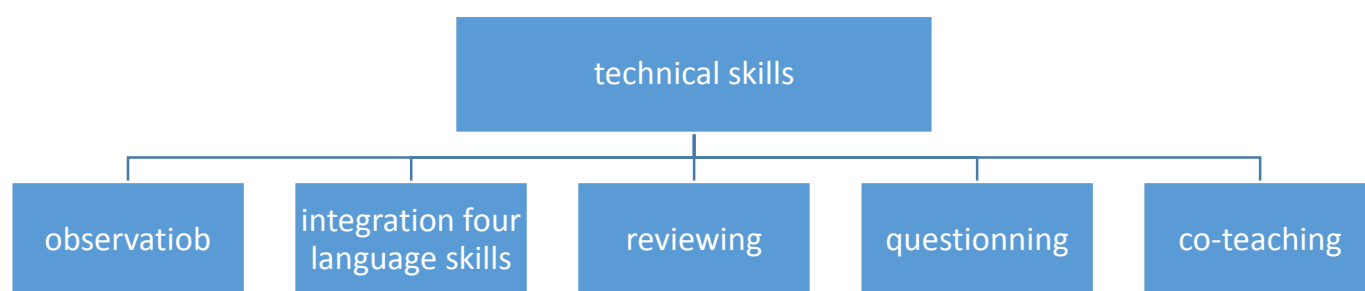 technical skills
observatiob
integration four
language skills
reviewing
questionning
co-teaching